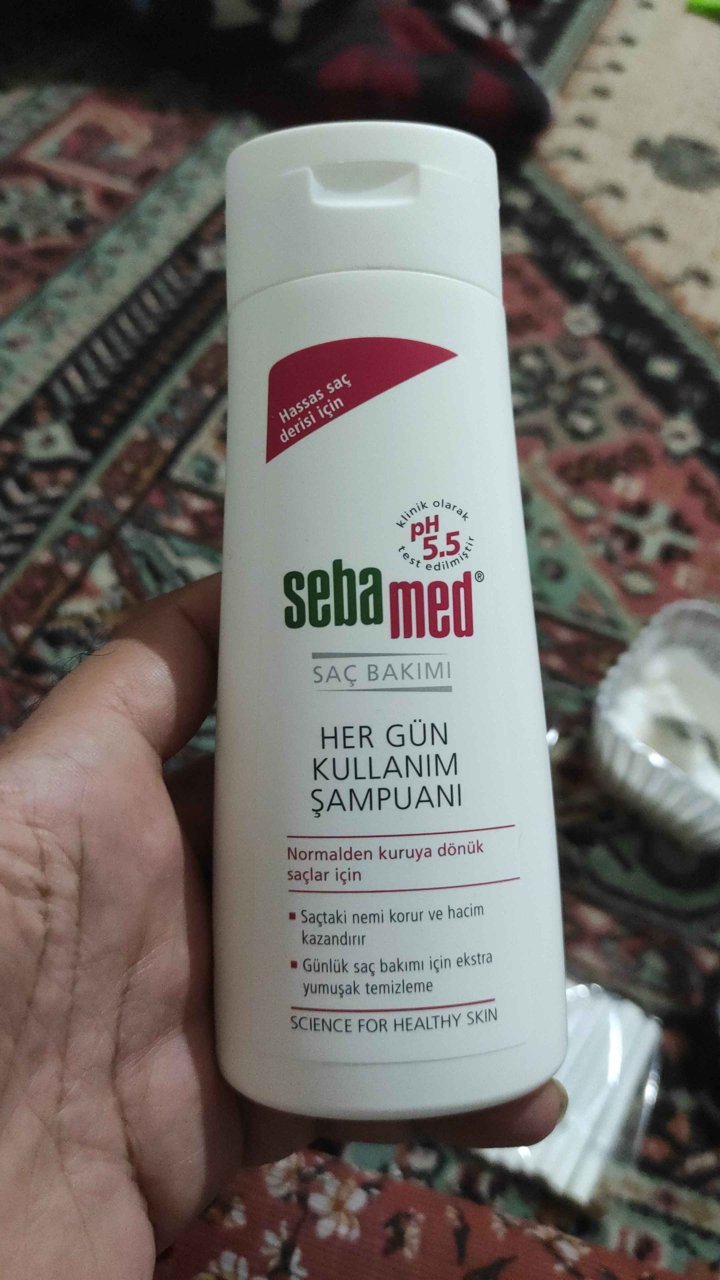 Hassas saç
derisi için
klinik olarak
pH
5.5
test edilmiştir
sebamed®
SAÇ BAKIMI
HER GÜN
KULLANIM
ŞAMPUANI
Normalden kuruya dönük
saçlar için
▪ Saçtaki nemi korur ve hacim
kazandırır
▪ Günlük saç bakımı için ekstra
yumuşak temizleme
SCIENCE FOR HEALTHY SKIN